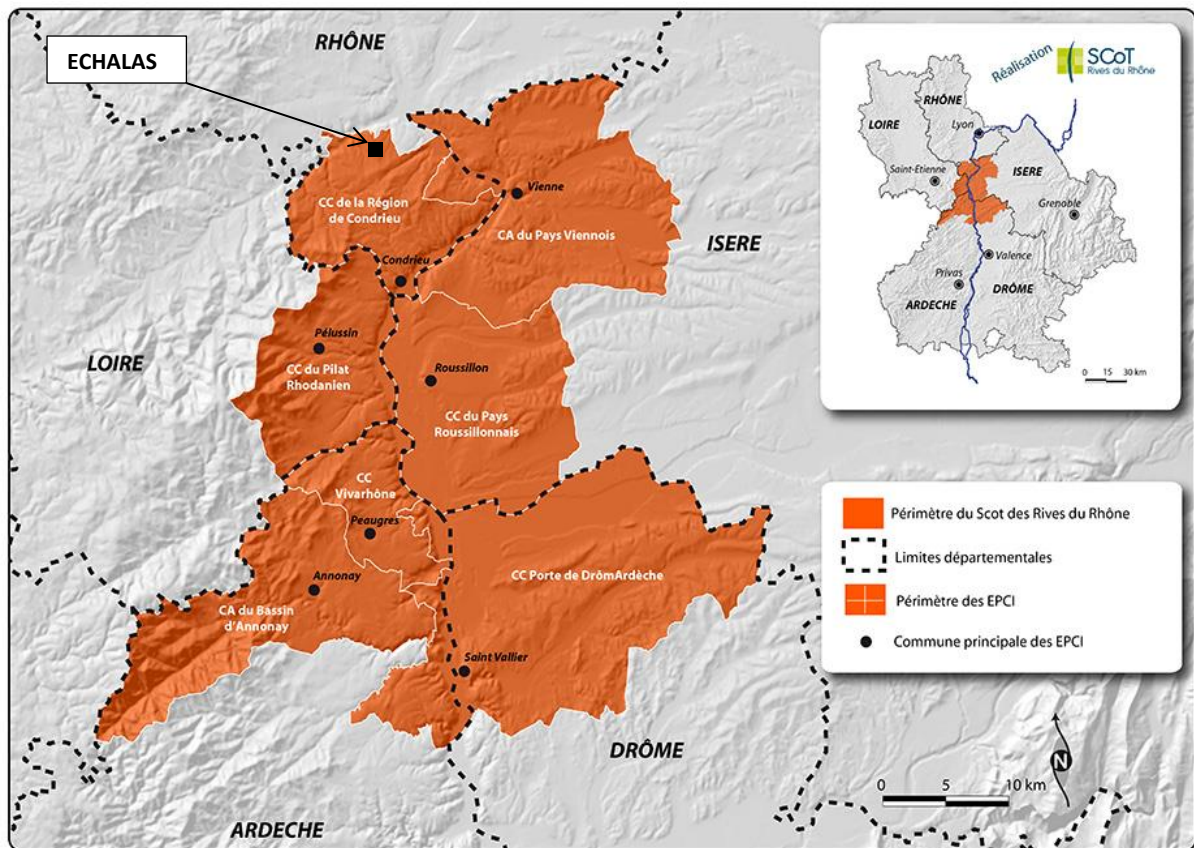 RHÔNE
ECHALAS
CC de la Région
de Condrieu
Vienne
CA du Pays Viennois
ISERE
Condrieu
Pélussin
LOIRE
CC du Pilat
Rhodanien
Roussillon
CC du Pays
Roussillonnais
CC
Vivarhône
Peaugres
Annonay
CC Porte de DrômArdèche
CA du Bassin
d'Annonay
Saint Vallier
DRÔME
ARDECHE
0 5 10 km
N
Réalisation
SCoT
Rives du Rhône
RHÔNE
LOIRE
Lyon
ISERE
Saint-Etienne
Grenoble
Valence
Privas
DRÔME
ARDECHE
0 15 30 km
Périmètre du Scot des Rives du Rhône
Limites départementales
Périmètre des EPCI
Commune principale des EPCI